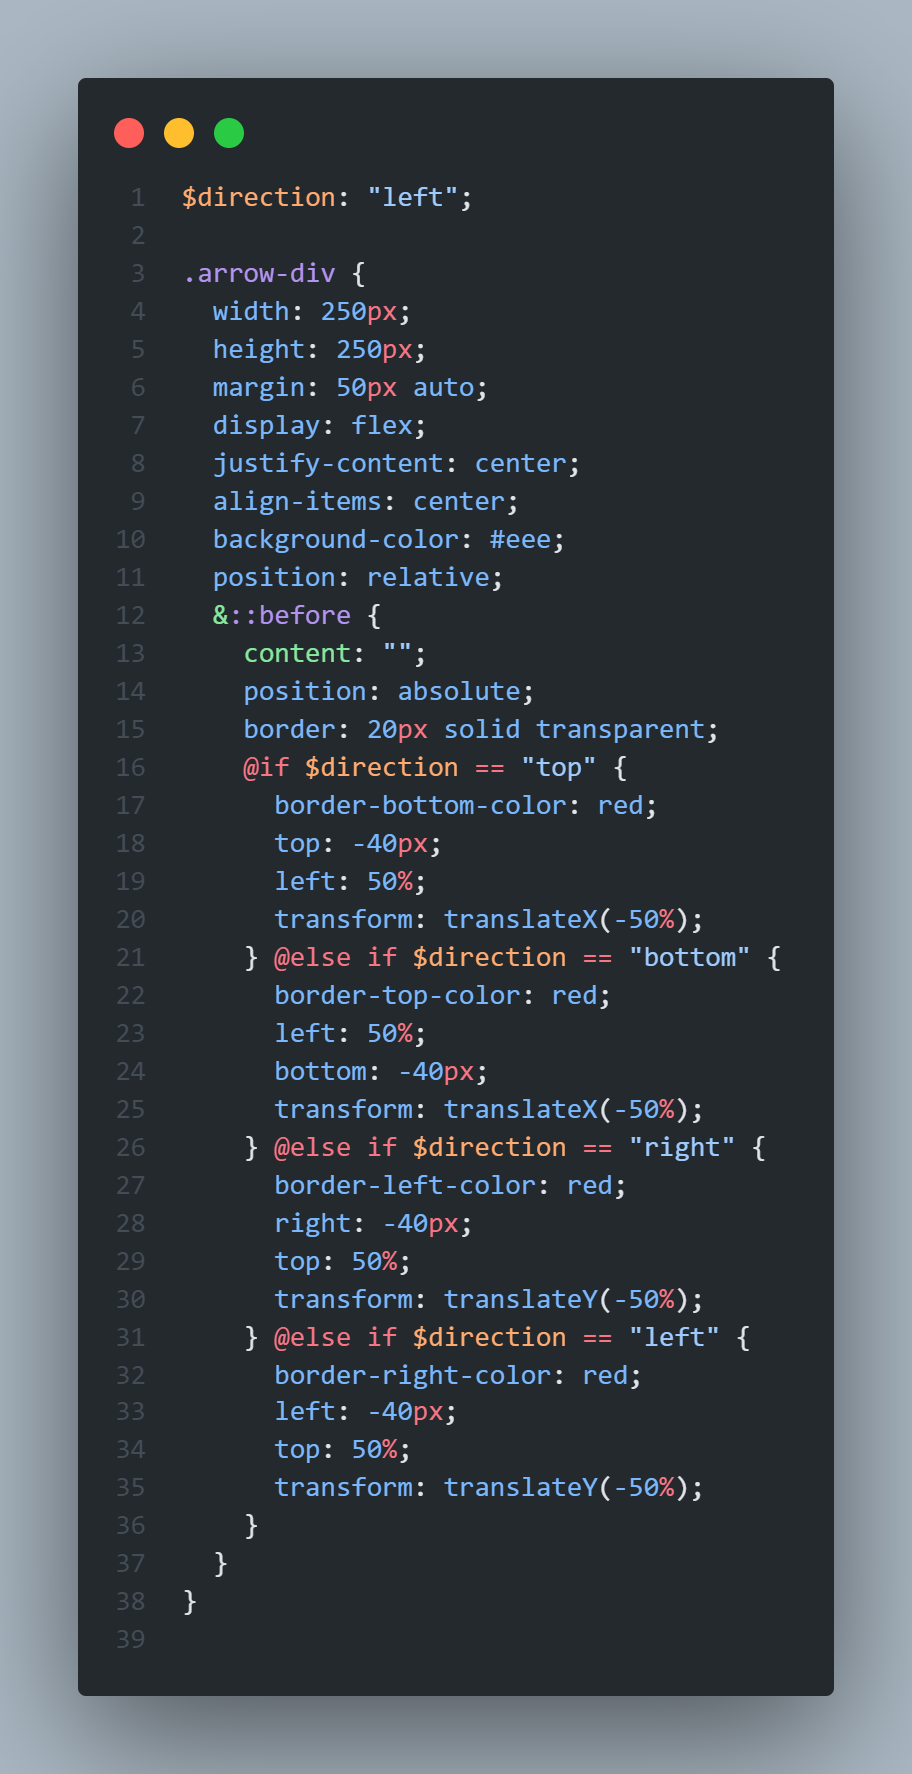 1 $direction: "left";
2
3 .arrow-div {
4   width: 250px;
5   height: 250px;
6   margin: 50px auto;
7   display: flex;
8   justify-content: center;
9   align-items: center;
10   background-color: #eee;
11   position: relative;
12   &::before {
13     content: "";
14     position: absolute;
15     border: 20px solid transparent;
16     @if $direction == "top" {
17       border-bottom-color: red;
18       top: -40px;
19       left: 50%;
20       transform: translateX(-50%);
21     } @else if $direction == "bottom" {
22       border-top-color: red;
23       left: 50%;
24       bottom: -40px;
25       transform: translateX(-50%);
26     } @else if $direction == "right" {
27       border-left-color: red;
28       right: -40px;
29       top: 50%;
30       transform: translateY(-50%);
31     } @else if $direction == "left" {
32       border-right-color: red;
33       left: -40px;
34       top: 50%;
35       transform: translateY(-50%);
36     }
37   }
38 }
39